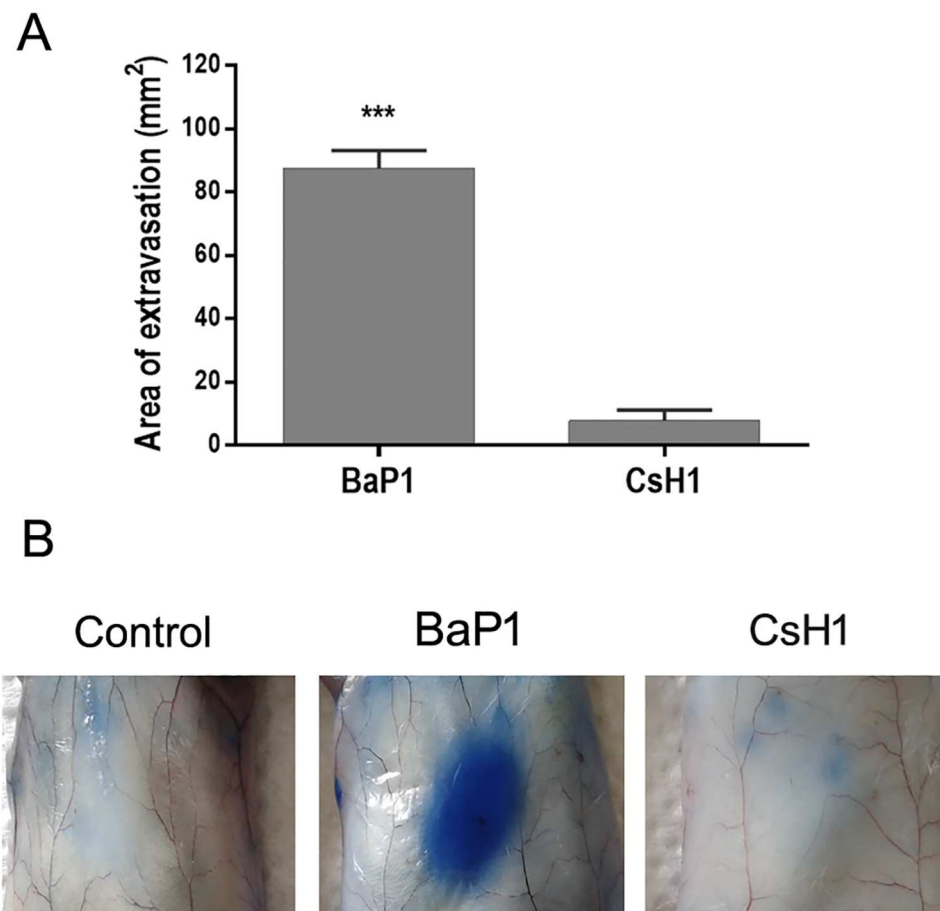 A
Area of extravasation (mm²)
120
100
80
60
40
20
0
***
BaP1 CsH1
B
Control BaP1 CsH1